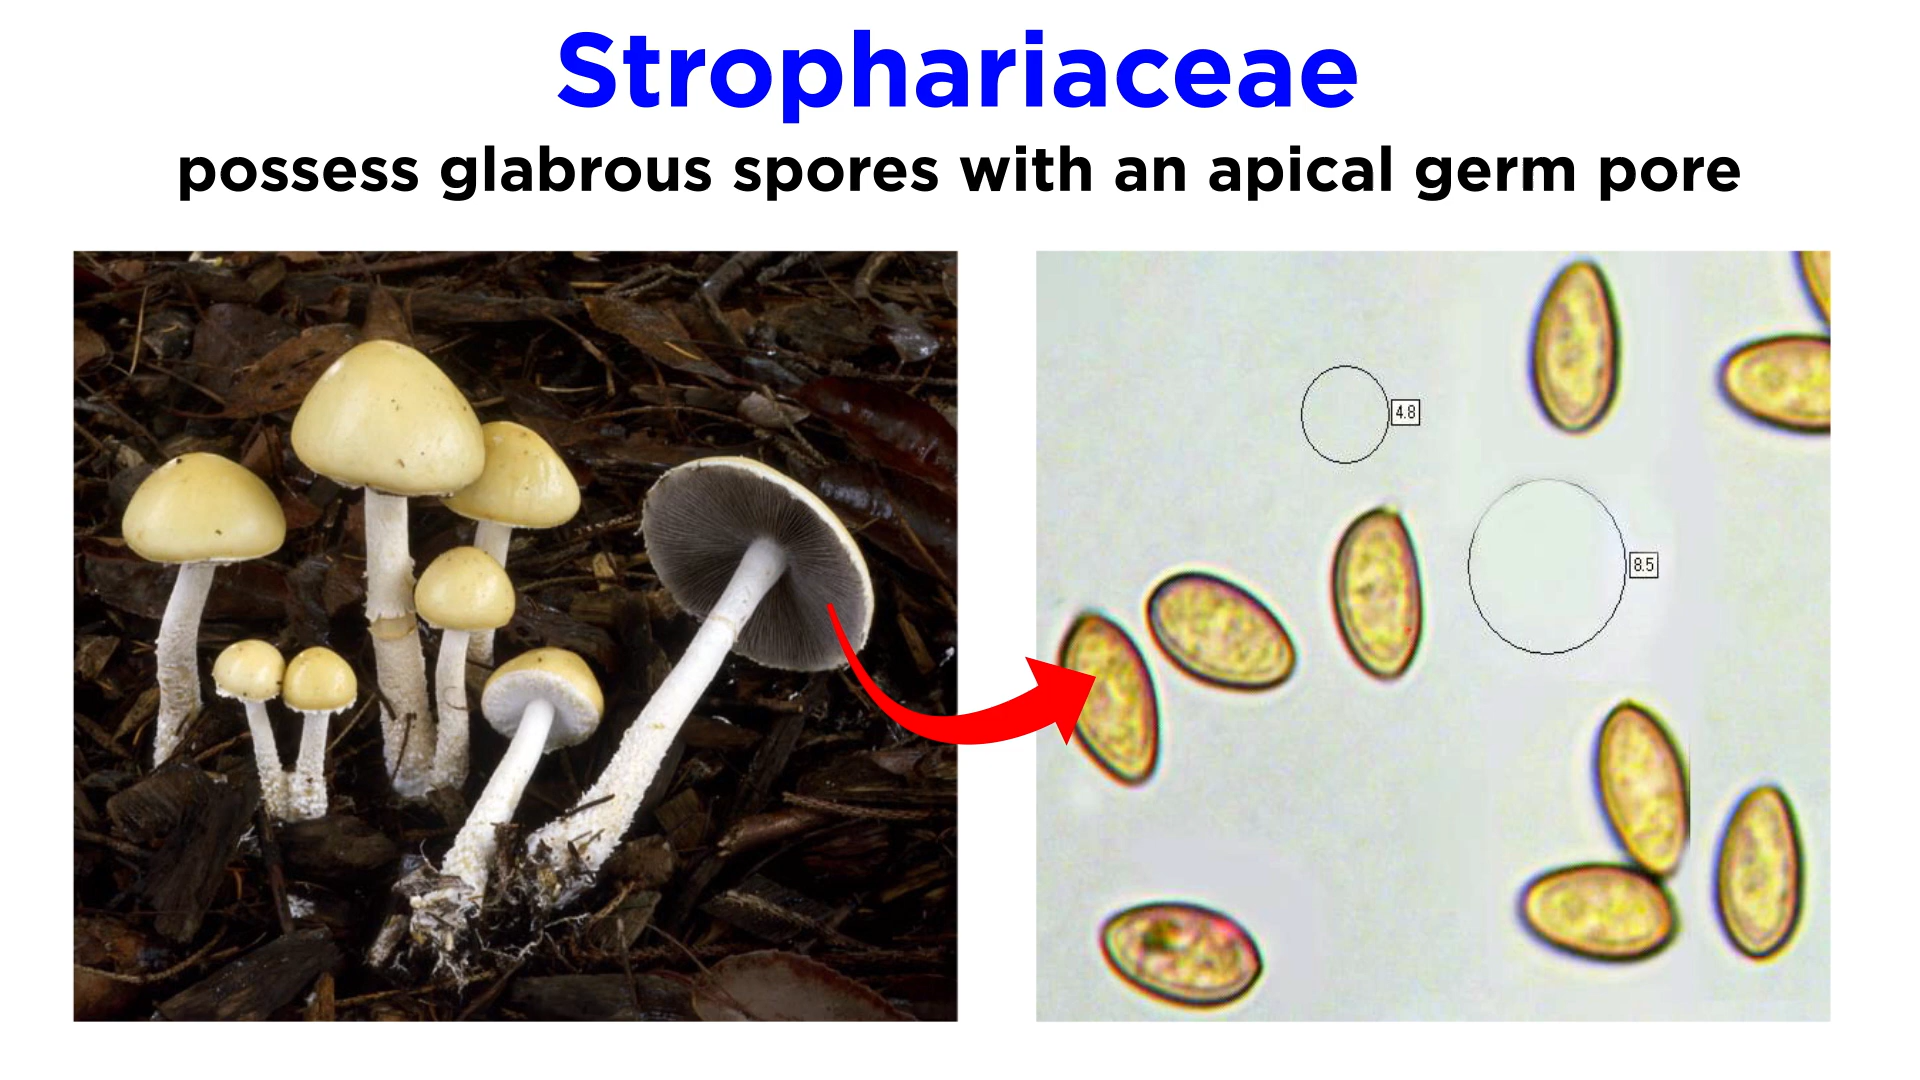 Strophariaceae
possess glabrous spores with an apical germ pore
4.8
8.5